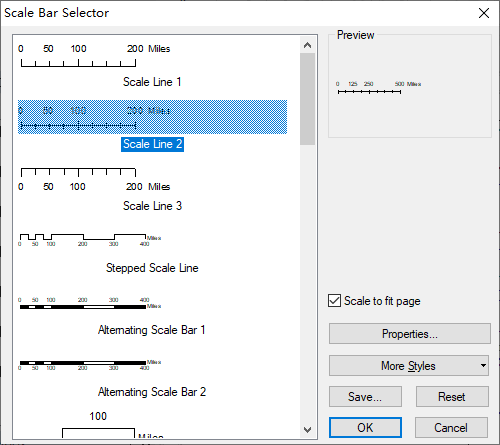 Scale Bar Selector
0 50 100 200 Miles
Scale Line 1
0 50 100 200 Miles
Scale Line 2
0 50 100 200 Miles
Scale Line 3
Miles
0 50 100 200 300 400
Stepped Scale Line
0 50 100 200 300 400
Miles
Alternating Scale Bar 1
0 50 100 200 300 400
Miles
Alternating Scale Bar 2
100
Preview
0 125 250 500 Miles
Scale to fit page
Properties...
More Styles
Save...
Reset
OK
Cancel